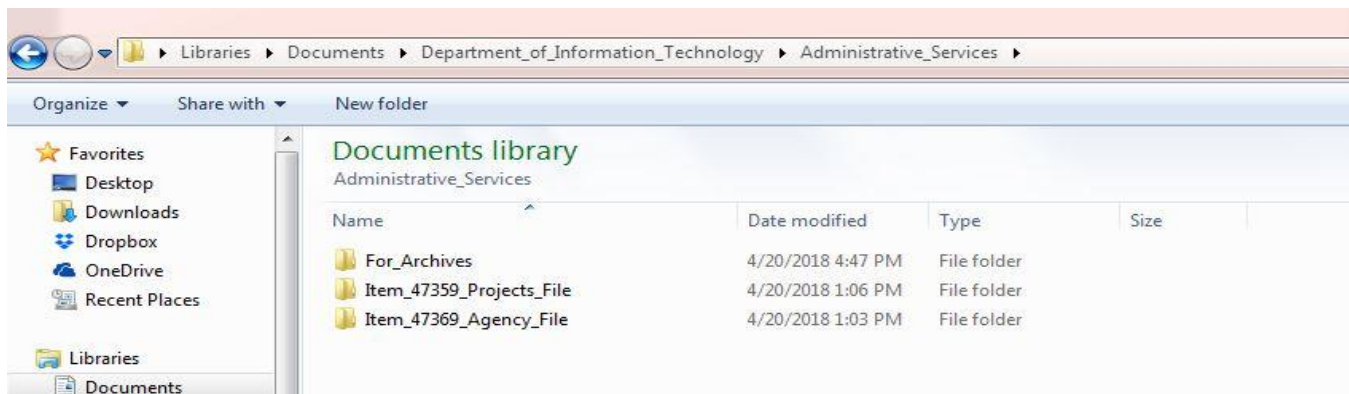 Libraries Documents Department_of_Information_Technology Administrative_Services
Organize Share with New folder
Favorites
Desktop
Downloads
Dropbox
OneDrive
Recent Places
Libraries
Documents
Documents library
Administrative_Services
Name Date modified Type Size
For_Archives 4/20/2018 4:47 PM File folder
Item_47359_Projects_File 4/20/2018 1:06 PM File folder
Item_47369_Agency_File 4/20/2018 1:03 PM File folder